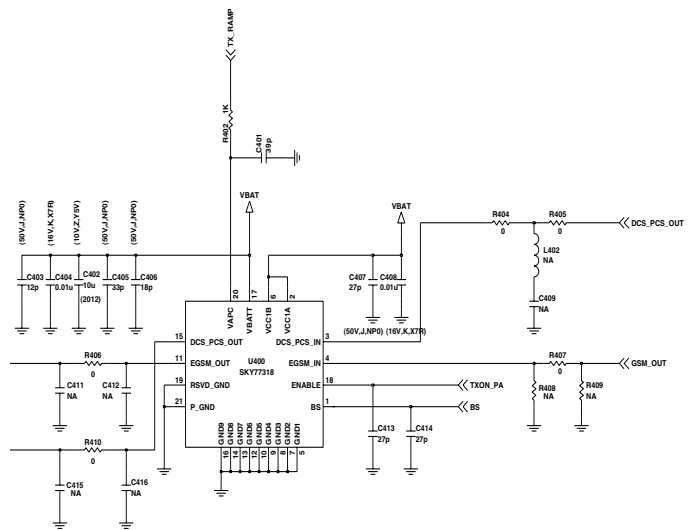 TX_RAMP
R402 1K
C401
39p
VBAT
VBAT
(50V,J,NP0)
(16V,K,X7R)
(10V,Z,Y5V)
(50V,J,NP0)
(50V,J,NP0)
C403
12p
C404
0.01u
C402
10u
(2012)
C405
33p
C406
18p
C407
27p
C408
0.01u
(50V,J,NP0)
(16V,K,X7R)
R404
0
R405
0
DCS_PCS_OUT
L402
NA
C409
NA
20
17
6
2
VAPC
VBATT
VCC1B
VCC1A
15
DCS_PCS_OUT
DCS_PCS_IN
3
11
EGSM_OUT
U400
SKY77318
EGSM_IN
4
19
RSVD_GND
ENABLE
18
21
P_GND
BS
1
GND9
GND8
GND7
GND6
GND5
GND4
GND3
GND2
GND1
16
14
13
12
10
9
8
7
5
R406
0
C411
NA
C412
NA
R410
0
C415
NA
C416
NA
R407
0
GSM_OUT
R408
NA
R409
NA
TXON_PA
BS
C413
27p
C414
27p